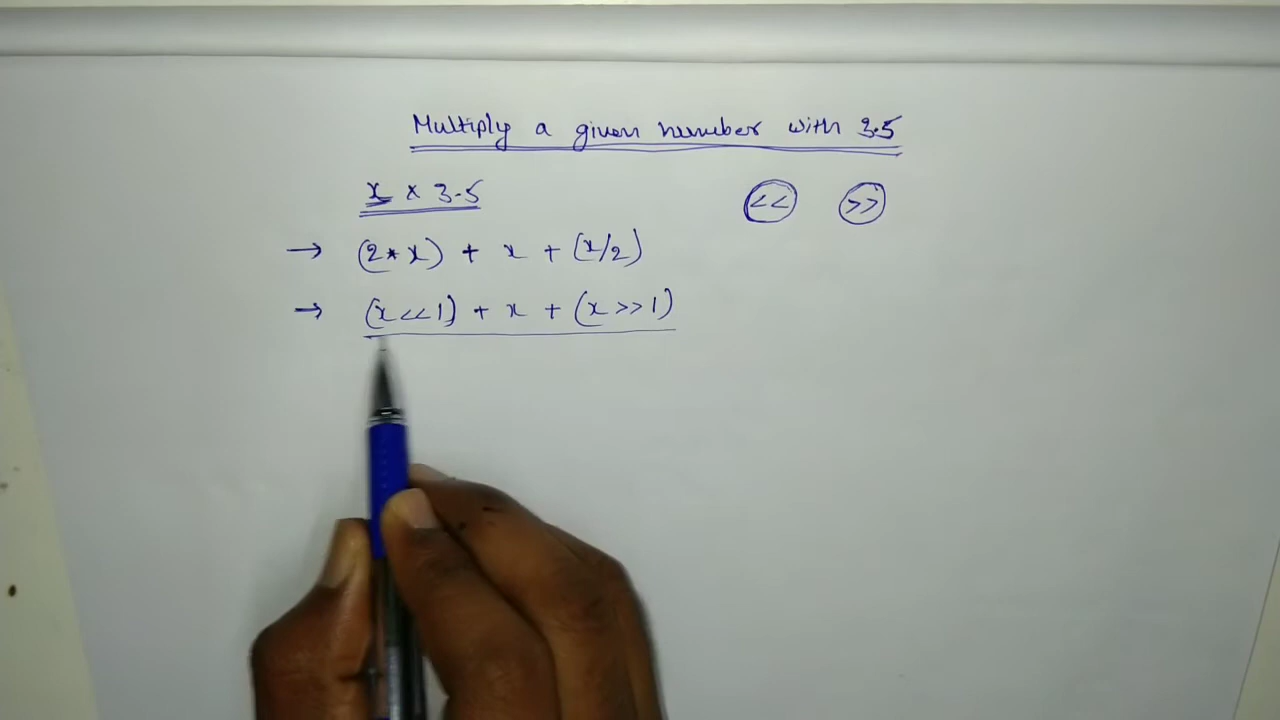 Multiply a given number with 3.5
x × 3.5
<< >>
→ (2*x) + x + (x/2)
→ (x<<1) + x + (x>>1)